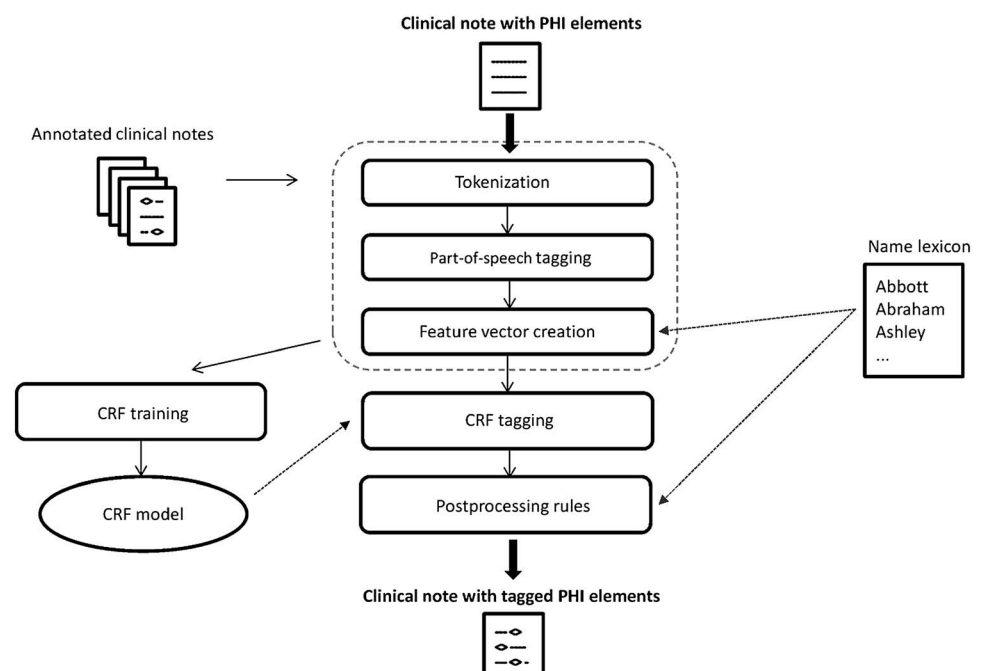 Clinical note with PHI elements
Annotated clinical notes
Tokenization
Part-of-speech tagging
Name lexicon
Abbott
Abraham
Ashley
...
Feature vector creation
CRF training
CRF tagging
CRF model
Postprocessing rules
Clinical note with tagged PHI elements